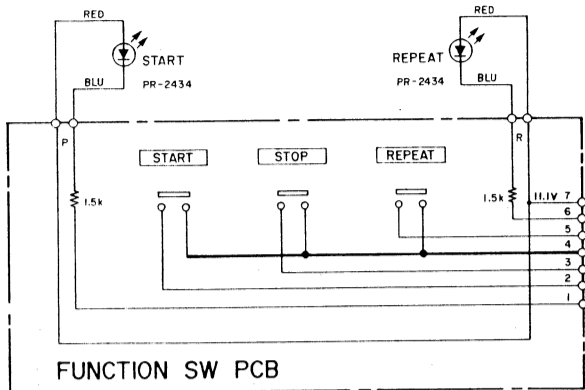 RED
RED
START
REPEAT
BLU
PR-2434
PR-2434
BLU
P
R
START
STOP
REPEAT
1.5k
1.5k
11.1V 7
6
5
4
3
2
1
FUNCTION SW PCB